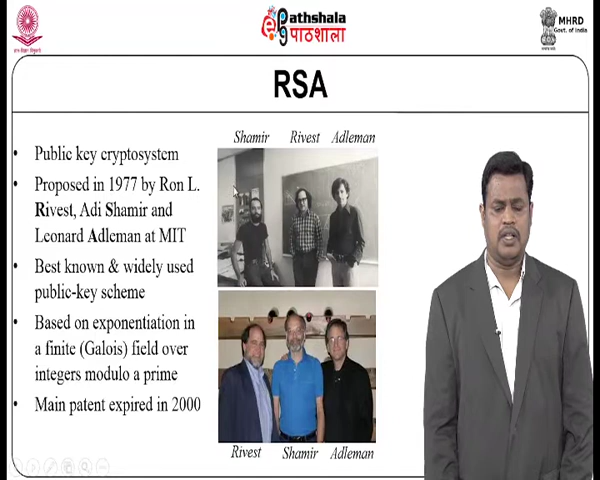 ePathshala
पाठशाला
MHRD
Govt. of India
RSA
• Public key cryptosystem
• Proposed in 1977 by Ron L.
Rivest, Adi Shamir and
Leonard Adleman at MIT
• Best known & widely used
public-key scheme
• Based on exponentiation in
a finite (Galois) field over
integers modulo a prime
• Main patent expired in 2000
Shamir Rivest Adleman
Rivest Shamir Adleman